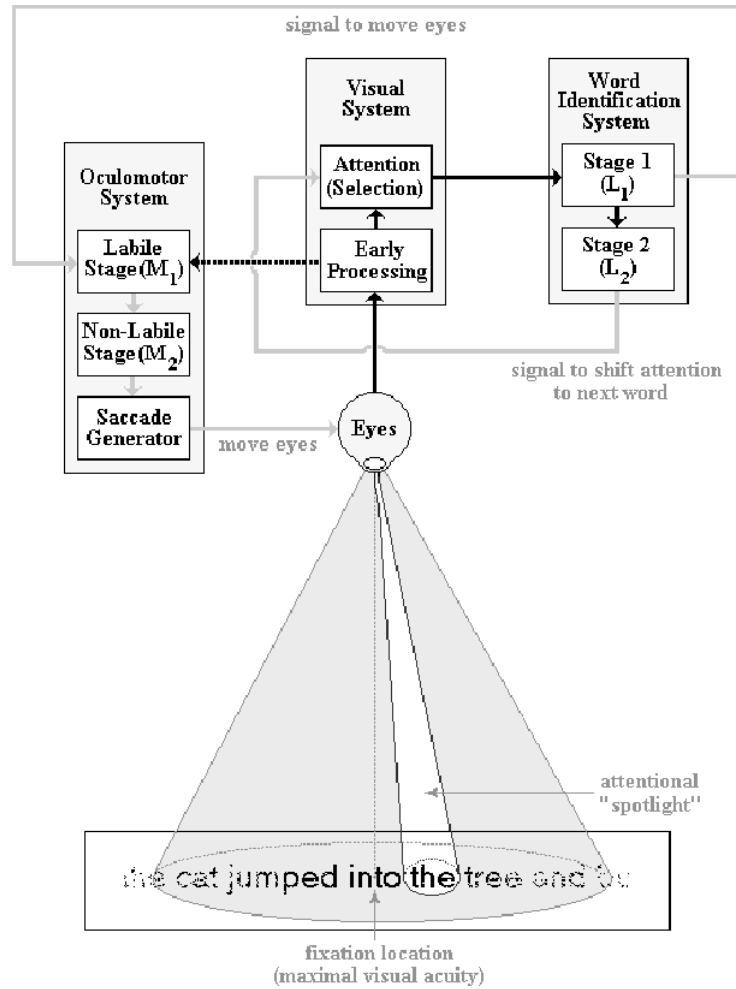 signal to move eyes
Visual
System
Word
Identification
System
Oculomotor
System
Attention
(Selection)
Stage 1
(L1)
Labile
Stage(M1)
Early
Processing
Stage 2
(L2)
Non-Labile
Stage(M2)
signal to shift attention
to next word
Saccade
Generator
move eyes
Eyes
attentional
"spotlight"
the cat jumped into the tree and
fixation location
(maximal visual acuity)